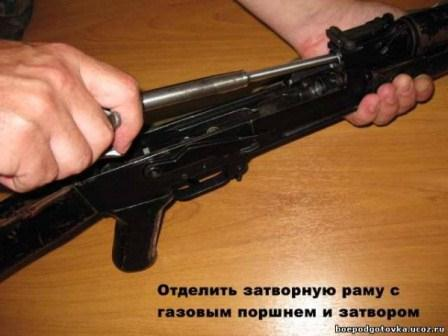 Отделить затворную раму с
газовым поршнем и затвором
boepodgotovka.ucoz.ru